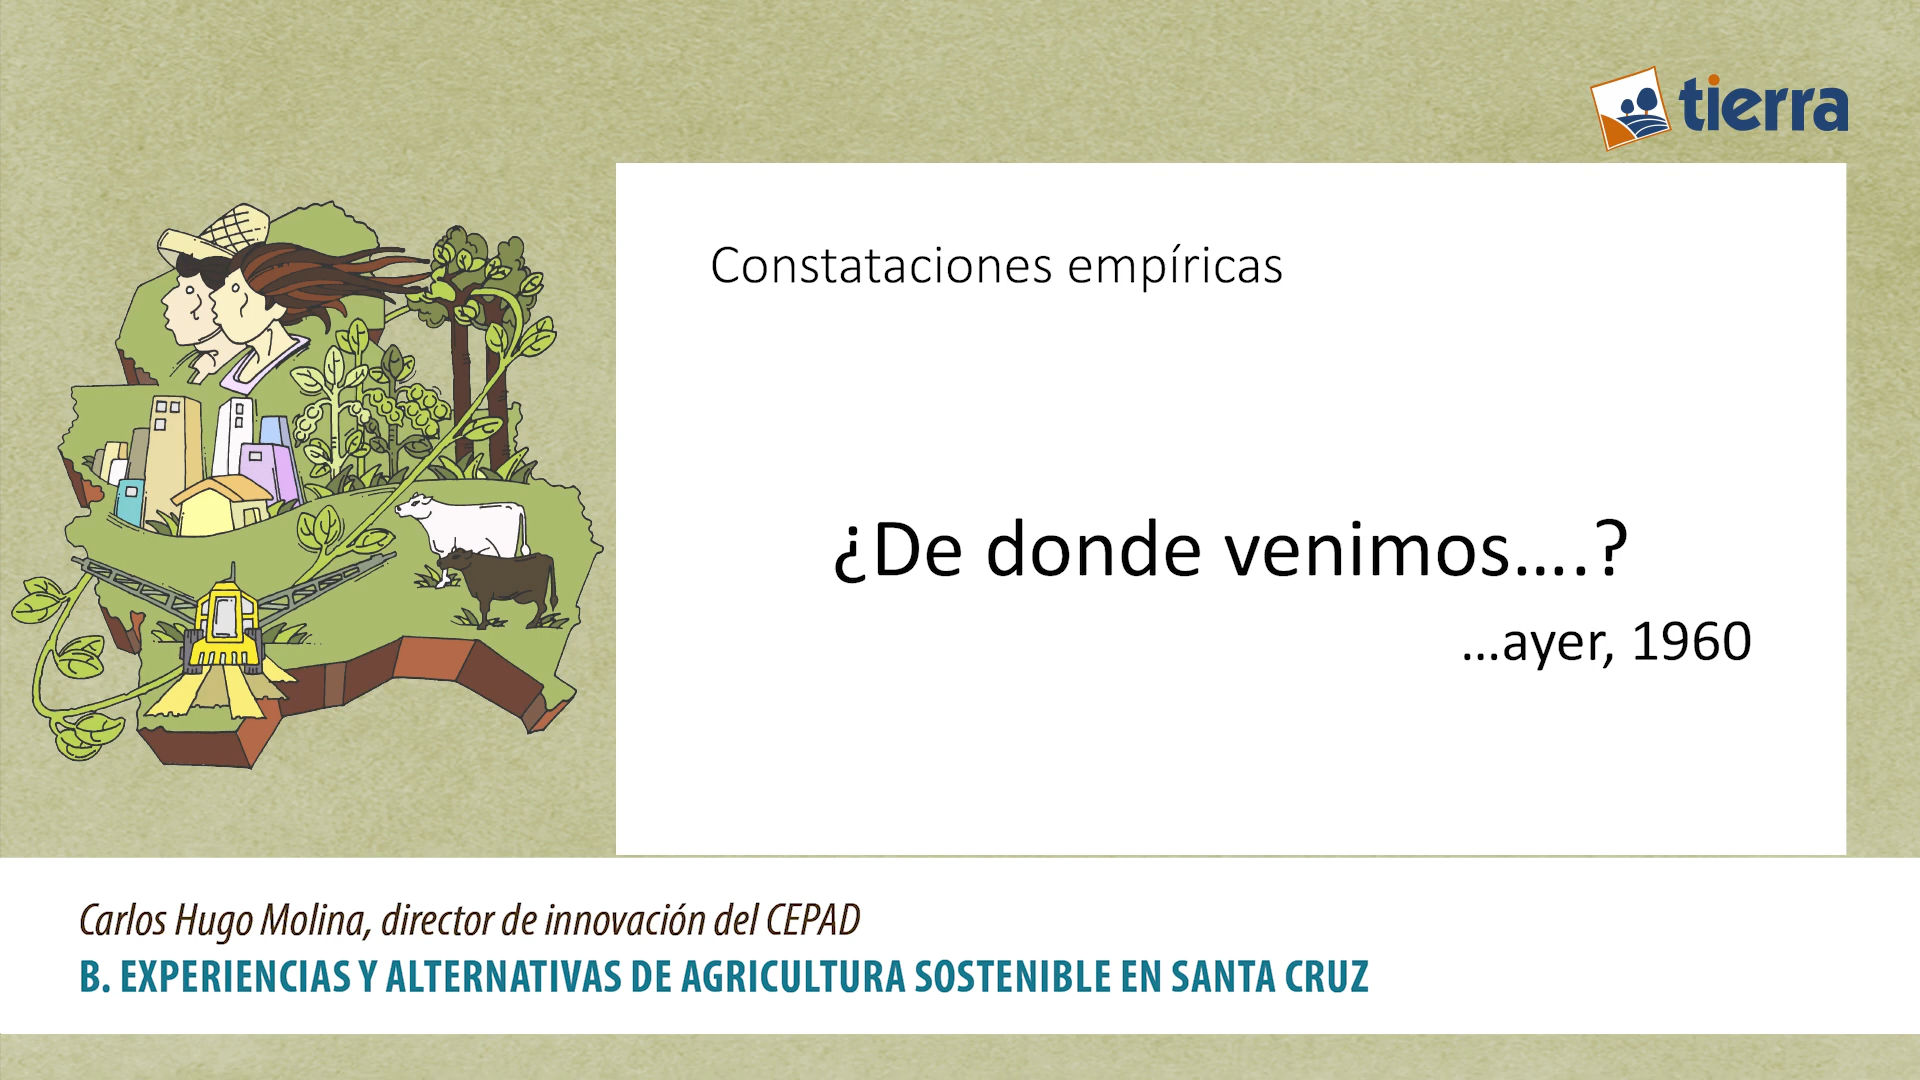 tierra
Constataciones empíricas
¿De donde venimos….?
…ayer, 1960
Carlos Hugo Molina, director de innovación del CEPAD
B. EXPERIENCIAS Y ALTERNATIVAS DE AGRICULTURA SOSTENIBLE EN SANTA CRUZ